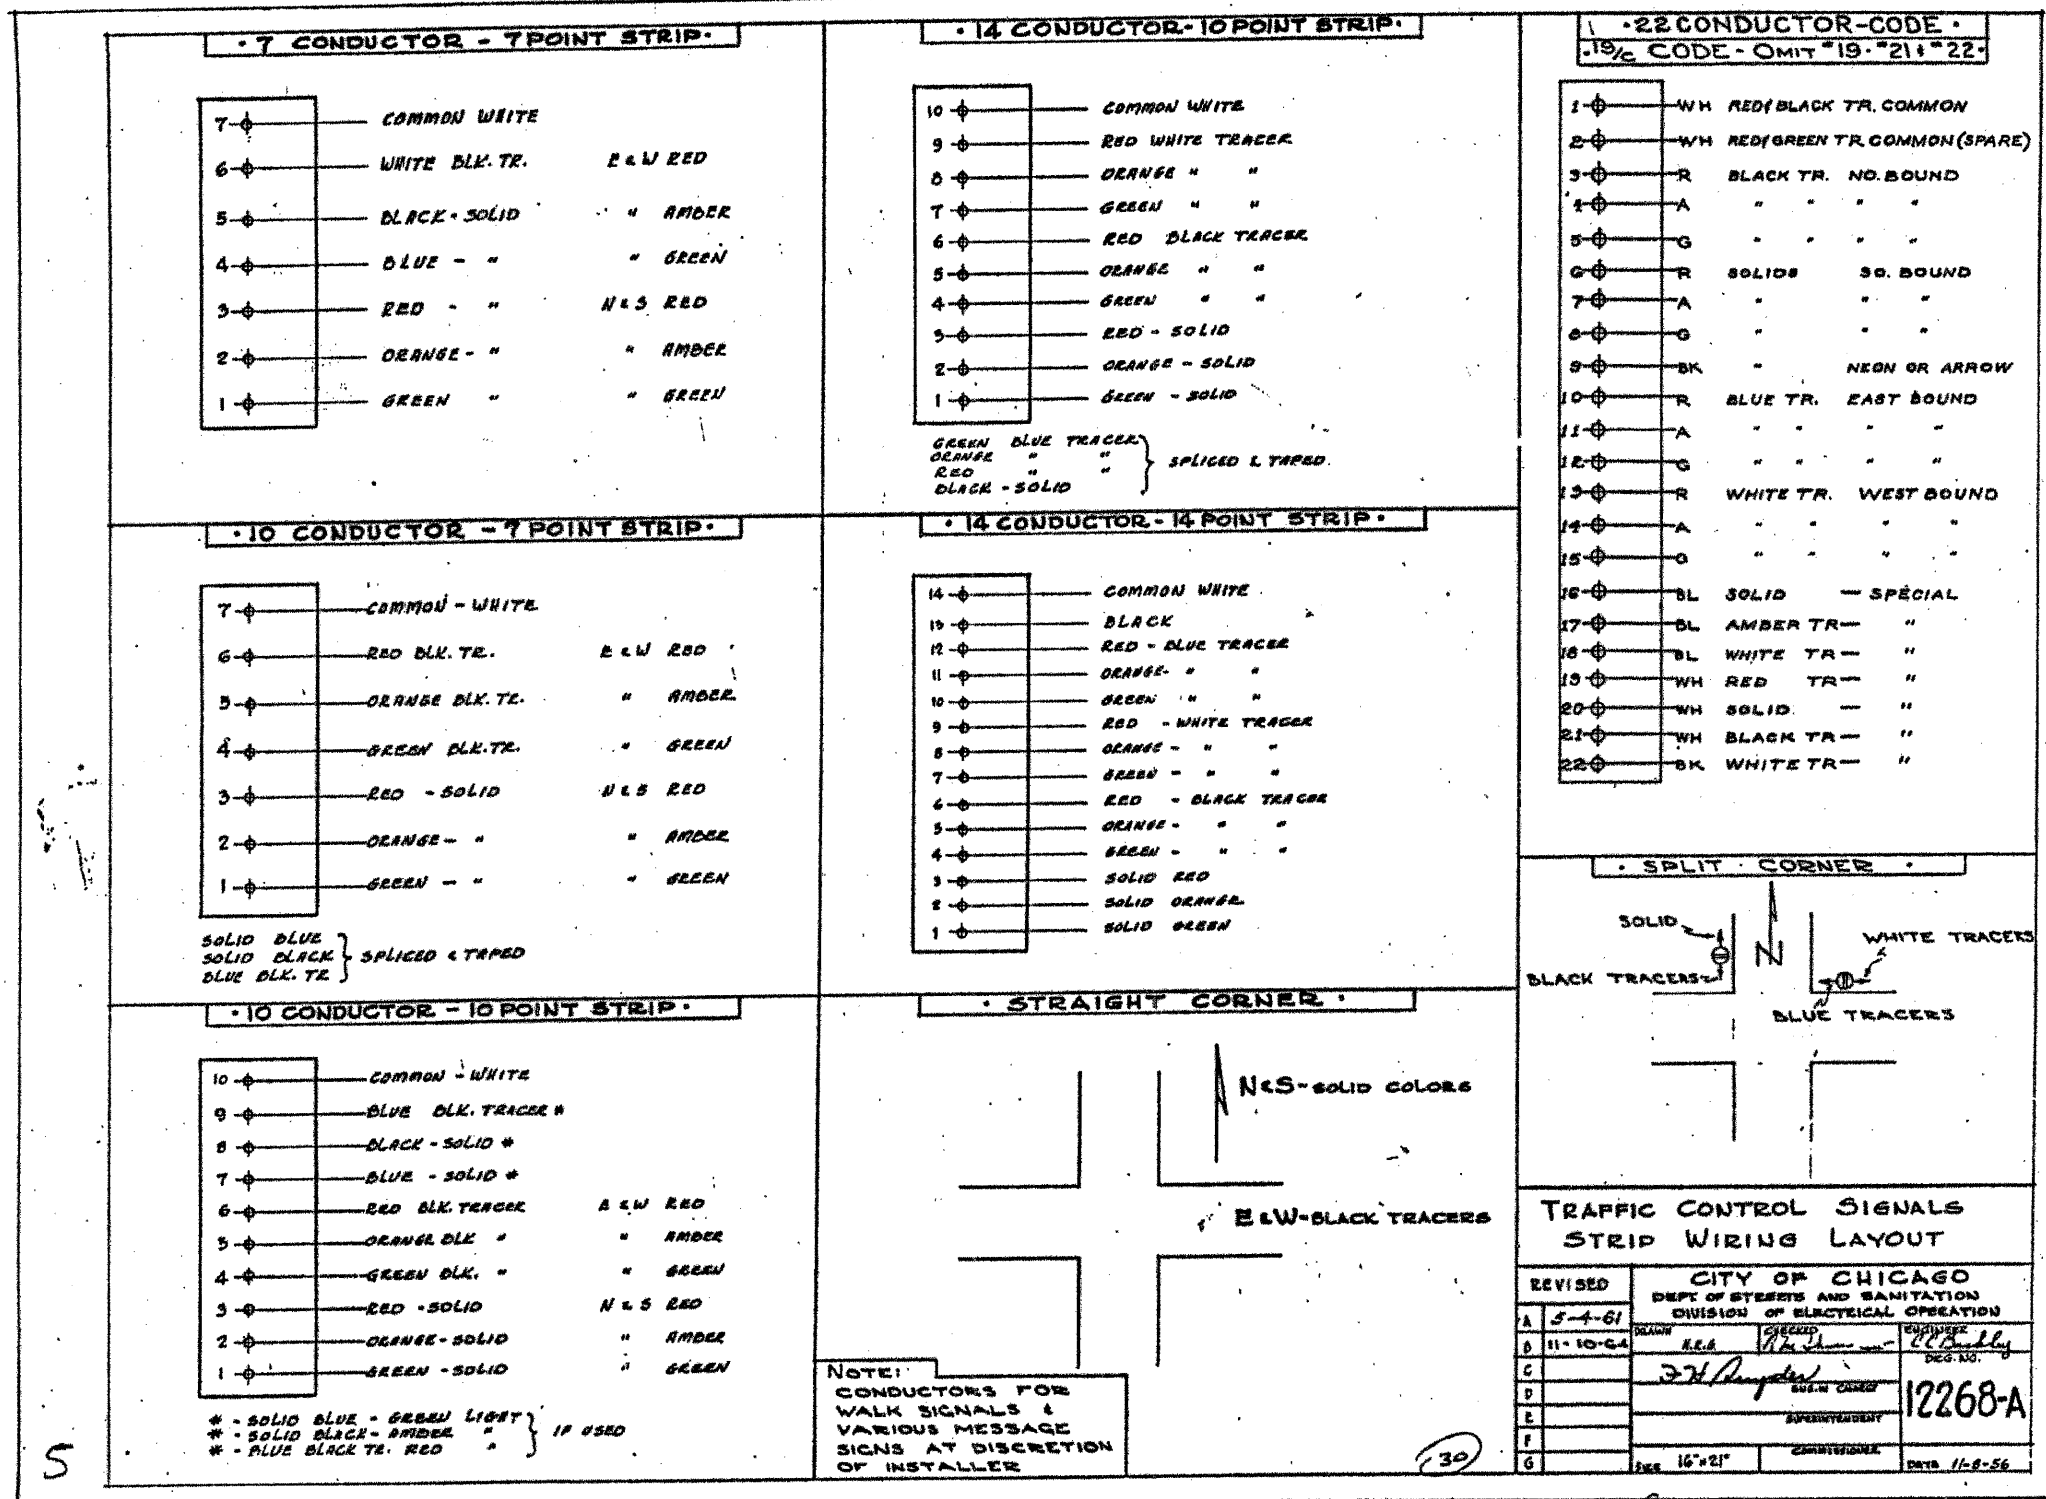 · 7 CONDUCTOR - 7 POINT STRIP ·
7 COMMON WHITE
6 WHITE BLK. TR. E & W RED
5 BLACK - SOLID " AMBER
4 BLUE - " " GREEN
3 RED - " N & S RED
2 ORANGE - " " AMBER
1 GREEN " " GREEN
· 10 CONDUCTOR - 7 POINT STRIP ·
7 COMMON - WHITE
6 RED BLK. TR. E & W RED
5 ORANGE BLK. TR. " AMBER
4 GREEN BLK. TR. " GREEN
3 RED - SOLID N & S RED
2 ORANGE - " " AMBER
1 GREEN - " " GREEN
SOLID BLUE
SOLID BLACK } SPLICED & TAPED
BLUE BLK. TR
· 10 CONDUCTOR - 10 POINT STRIP ·
10 COMMON - WHITE
9 BLUE BLK. TRACER *
8 BLACK - SOLID *
7 BLUE - SOLID *
6 RED BLK. TRACER E & W RED
5 ORANGE BLK " " AMBER
4 GREEN BLK. " " GREEN
3 RED - SOLID N & S RED
2 ORANGE - SOLID " AMBER
1 GREEN - SOLID " GREEN
* - SOLID BLUE - GREEN LIGHT
* - SOLID BLACK - AMBER " } IF USED
* - BLUE BLACK TR. RED "
5
· 14 CONDUCTOR - 10 POINT STRIP ·
10 COMMON WHITE
9 RED WHITE TRACER
8 ORANGE " "
7 GREEN " "
6 RED BLACK TRACER
5 ORANGE " "
4 GREEN " "
3 RED - SOLID
2 ORANGE - SOLID
1 GREEN - SOLID
GREEN BLUE TRACER
ORANGE " "
RED " " } SPLICED & TAPED.
BLACK - SOLID
· 14 CONDUCTOR - 14 POINT STRIP ·
14 COMMON WHITE
13 BLACK
12 RED - BLUE TRACER
11 ORANGE - " "
10 GREEN " "
9 RED - WHITE TRACER
8 ORANGE - " "
7 GREEN - " "
6 RED - BLACK TRACER
5 ORANGE - " "
4 GREEN - " "
3 SOLID RED
2 SOLID ORANGE
1 SOLID GREEN
· STRAIGHT CORNER ·
N & S - SOLID COLORS
E & W - BLACK TRACERS
NOTE:
CONDUCTORS FOR
WALK SIGNALS &
VARIOUS MESSAGE
SIGNS AT DISCRETION
OF INSTALLER
30
· 22 CONDUCTOR - CODE ·
· 19/C CODE - OMIT #19 · #21 & #22 ·
1 WH RED/BLACK TR. COMMON
2 WH RED/GREEN TR. COMMON (SPARE)
3 R BLACK TR. NO. BOUND
4 A " " " "
5 G " " " "
6 R SOLIDS SO. BOUND
7 A " " "
8 G " " "
9 BK " NEON OR ARROW
10 R BLUE TR. EAST BOUND
11 A " " " "
12 G " " " "
13 R WHITE TR. WEST BOUND
14 A " " " "
15 G " " " "
16 BL SOLID - SPECIAL
17 BL AMBER TR - "
18 BL WHITE TR - "
19 WH RED TR - "
20 WH SOLID - "
21 WH BLACK TR - "
22 BK WHITE TR - "
· SPLIT · CORNER ·
SOLID
N
WHITE TRACERS
BLACK TRACERS
BLUE TRACERS
TRAFFIC CONTROL SIGNALS
STRIP WIRING LAYOUT
REVISED
A 5-4-61
B 11-10-64
C
D
E
F
G
CITY OF CHICAGO
DEPT OF STREETS AND SANITATION
DIVISION OF ELECTRICAL OPERATION
DRAWN CHECKED ENGINEER
DRG. NO.
12268-A
SUPERINTENDENT
COMMISSIONER
SIZE 16"x21"
DATE 11-8-56